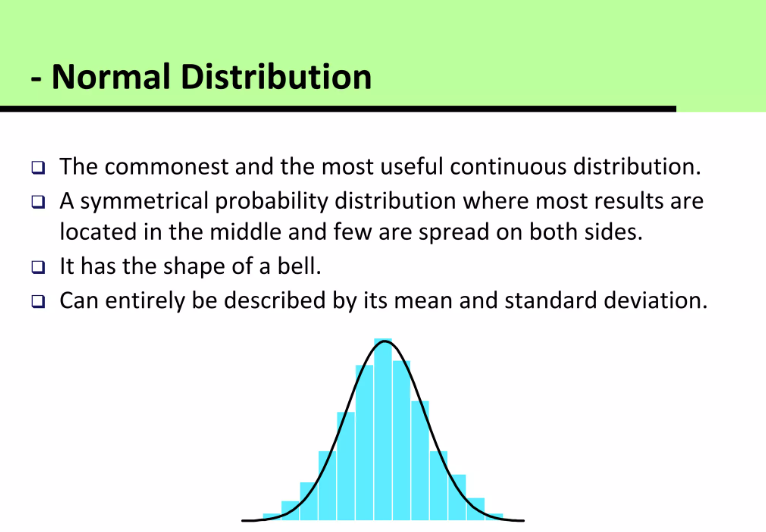 - Normal Distribution
The commonest and the most useful continuous distribution.
A symmetrical probability distribution where most results are
located in the middle and few are spread on both sides.
It has the shape of a bell.
Can entirely be described by its mean and standard deviation.